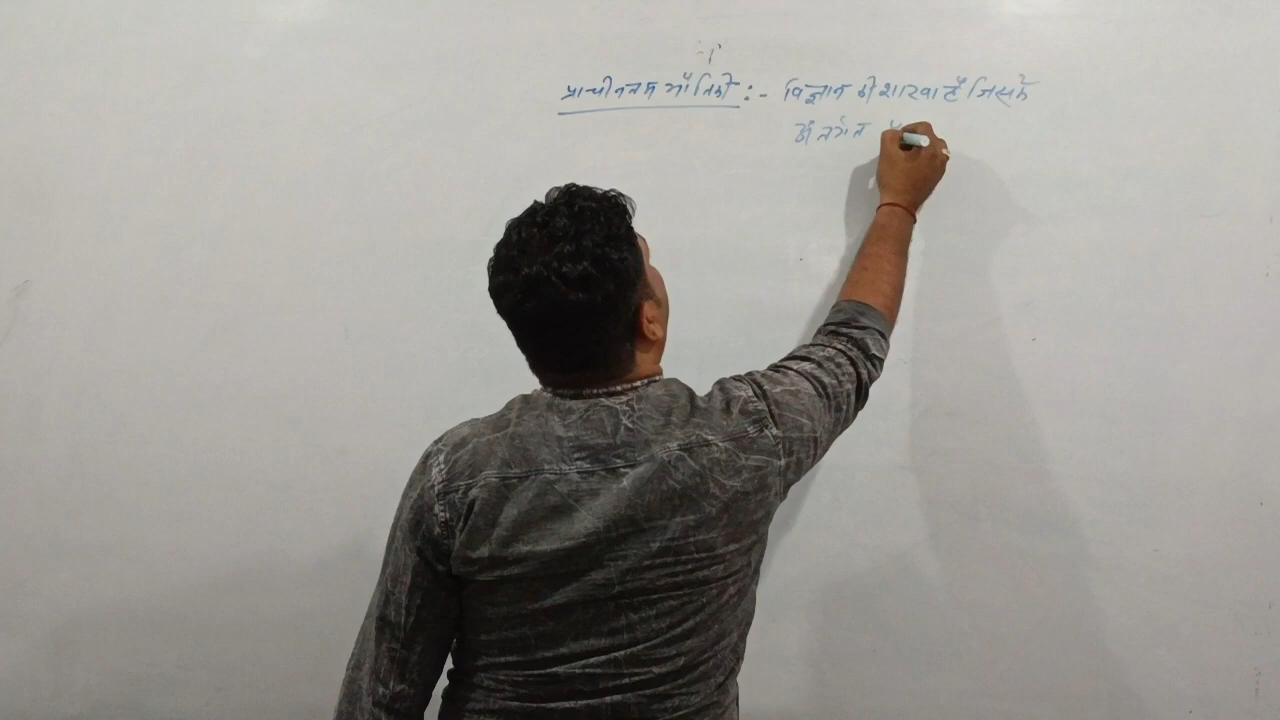 प्राचीनतम भौतिकी :- विज्ञान की शाखा है जिसके
अंतर्गत